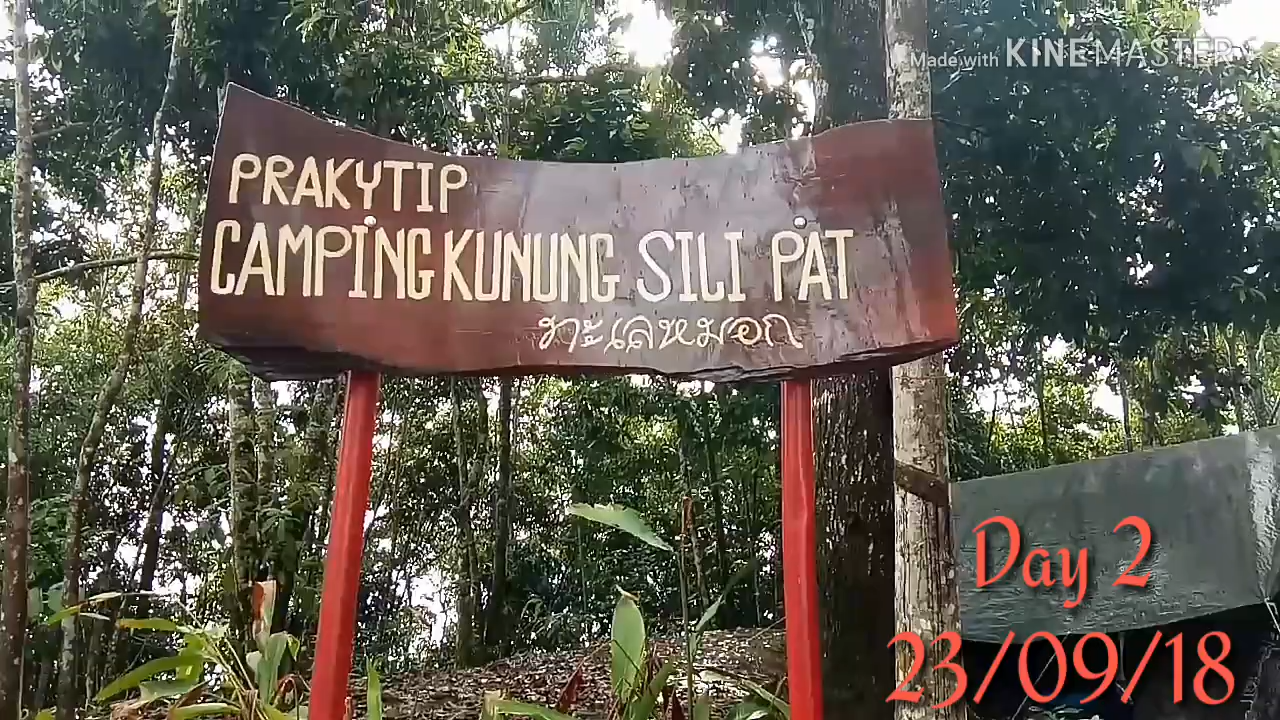 Made with KINEMASTER
PRAKYTIP
CAMPING KUNUNG SILI PAT
ทะเลหมอก
Day 2
23/09/18